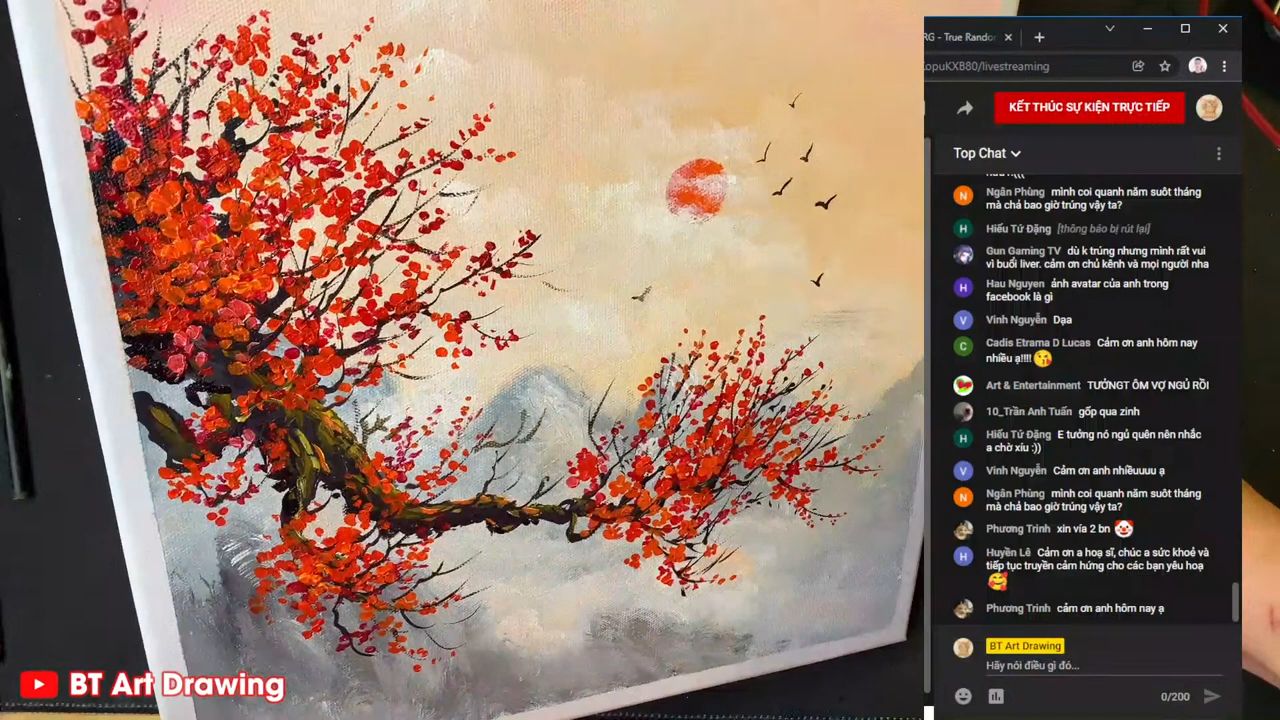 RG - True Rando
opuKXB80/livestreaming
KẾT THÚC SỰ KIỆN TRỰC TIẾP
Top Chat
Ngân Phùng mình coi quanh năm suôt tháng
mà chả bao giờ trúng vậy ta?
Hiếu Tứ Đặng [thông báo bị rút lại]
Gun Gaming TV dù k trúng nhưng mình rất vui
vì buổi liver. cảm ơn chủ kênh và mọi người nha
Hau Nguyen ảnh avatar của anh trong
facebook là gì
Vinh Nguyễn Dạa
Cadis Etrama D Lucas Cảm ơn anh hôm nay
nhiều ạ!!!!
Art & Entertainment TƯỞNGT ÔM VỢ NGỦ RỒI
10_Trần Anh Tuấn gốp qua zinh
Hiếu Tứ Đặng E tưởng nó ngủ quên nên nhắc
a chờ xíu :))
Vinh Nguyễn Cảm ơn anh nhiềuuuu ạ
Ngân Phùng mình coi quanh năm suôt tháng
mà chả bao giờ trúng vậy ta?
Phương Trinh xin vía 2 bn
Huyền Lê Cảm ơn a hoạ sĩ, chúc a sức khoẻ và
tiếp tục truyền cảm hứng cho các bạn yêu hoạ
Phương Trinh cảm ơn anh hôm nay ạ
BT Art Drawing
Hãy nói điều gì đó...
0/200
BT Art Drawing